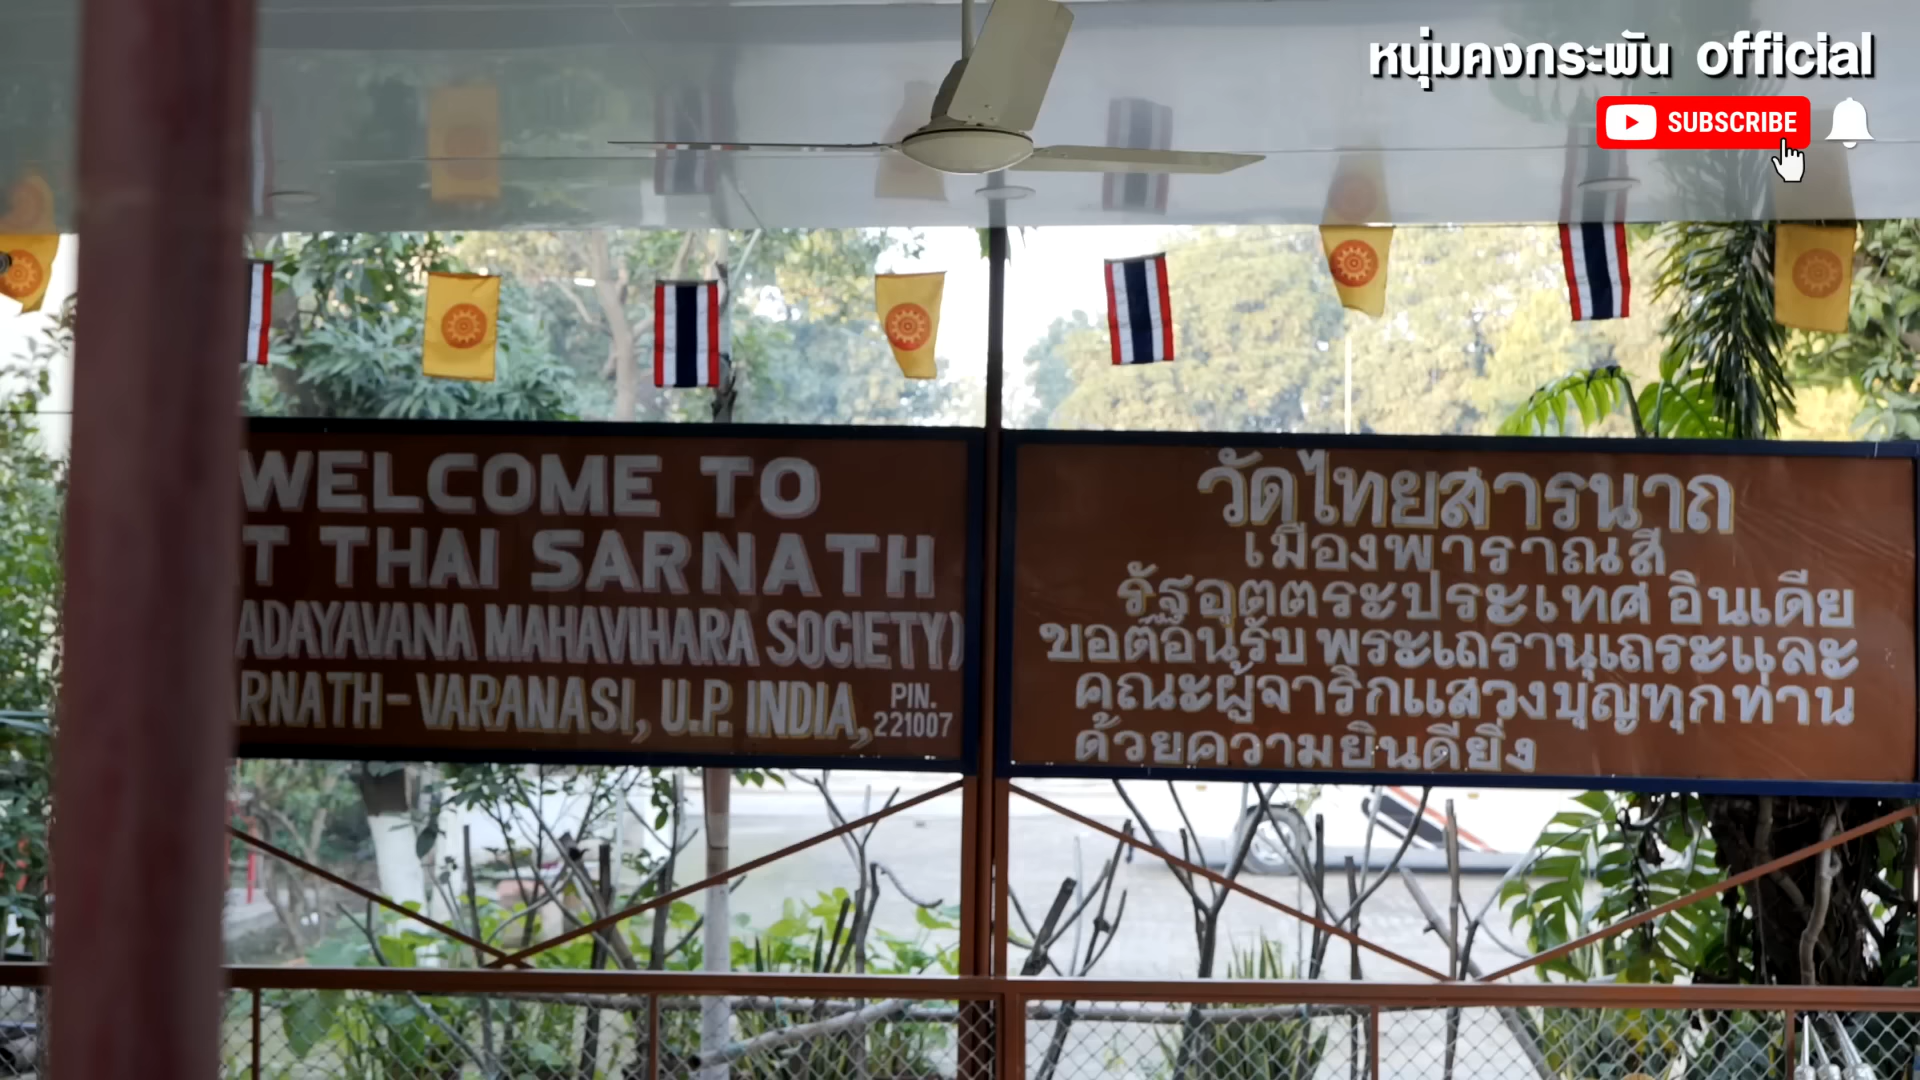 หนุ่มคงกระพัน official
SUBSCRIBE
WELCOME TO
T THAI SARNATH
ADAYAVANA MAHAVIHARA SOCIETY)
RNATH-VARANASI, U.P. INDIA, PIN. 221007
วัดไทยสารนาถ
เมืองพาราณสี
รัฐอุตตระประเทศ อินเดีย
ขอต้อนรับ พระเถรานุเถระและ
คณะผู้จาริกแสวงบุญทุกท่าน
ด้วยความยินดียิ่ง